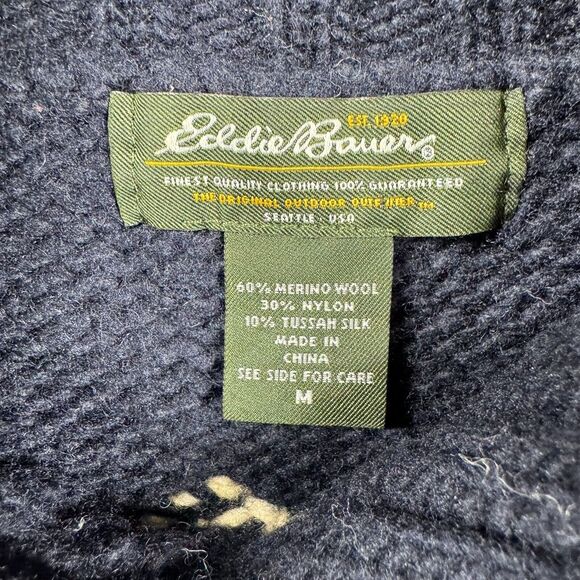 EST. 1920
Eddie Bauer®
FINEST QUALITY CLOTHING 100% GUARANTEED
THE ORIGINAL OUTDOOR OUTFITTER™
SEATTLE · USA
60% MERINO WOOL
30% NYLON
10% TUSSAH SILK
MADE IN
CHINA
SEE SIDE FOR CARE
M